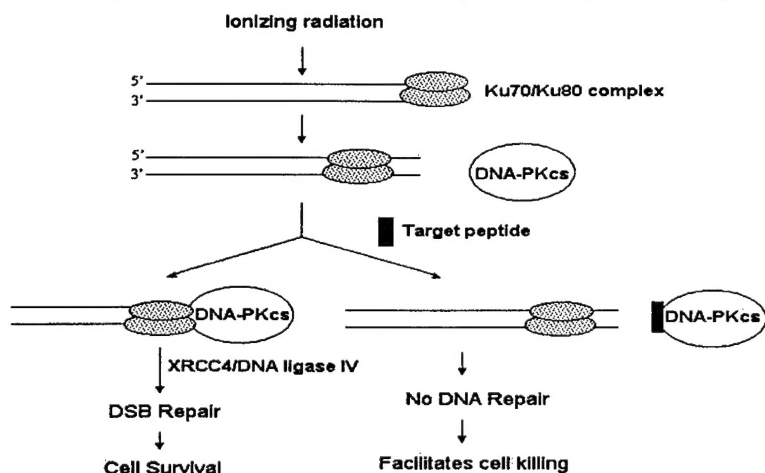 Ionizing radiation
5'
3'
Ku70/Ku80 complex
5'
3'
DNA-PKcs
Target peptide
DNA-PKcs
DNA-PKcs
XRCC4/DNA ligase IV
DSB Repair
No DNA Repair
Cell Survival
Facilitates cell killing